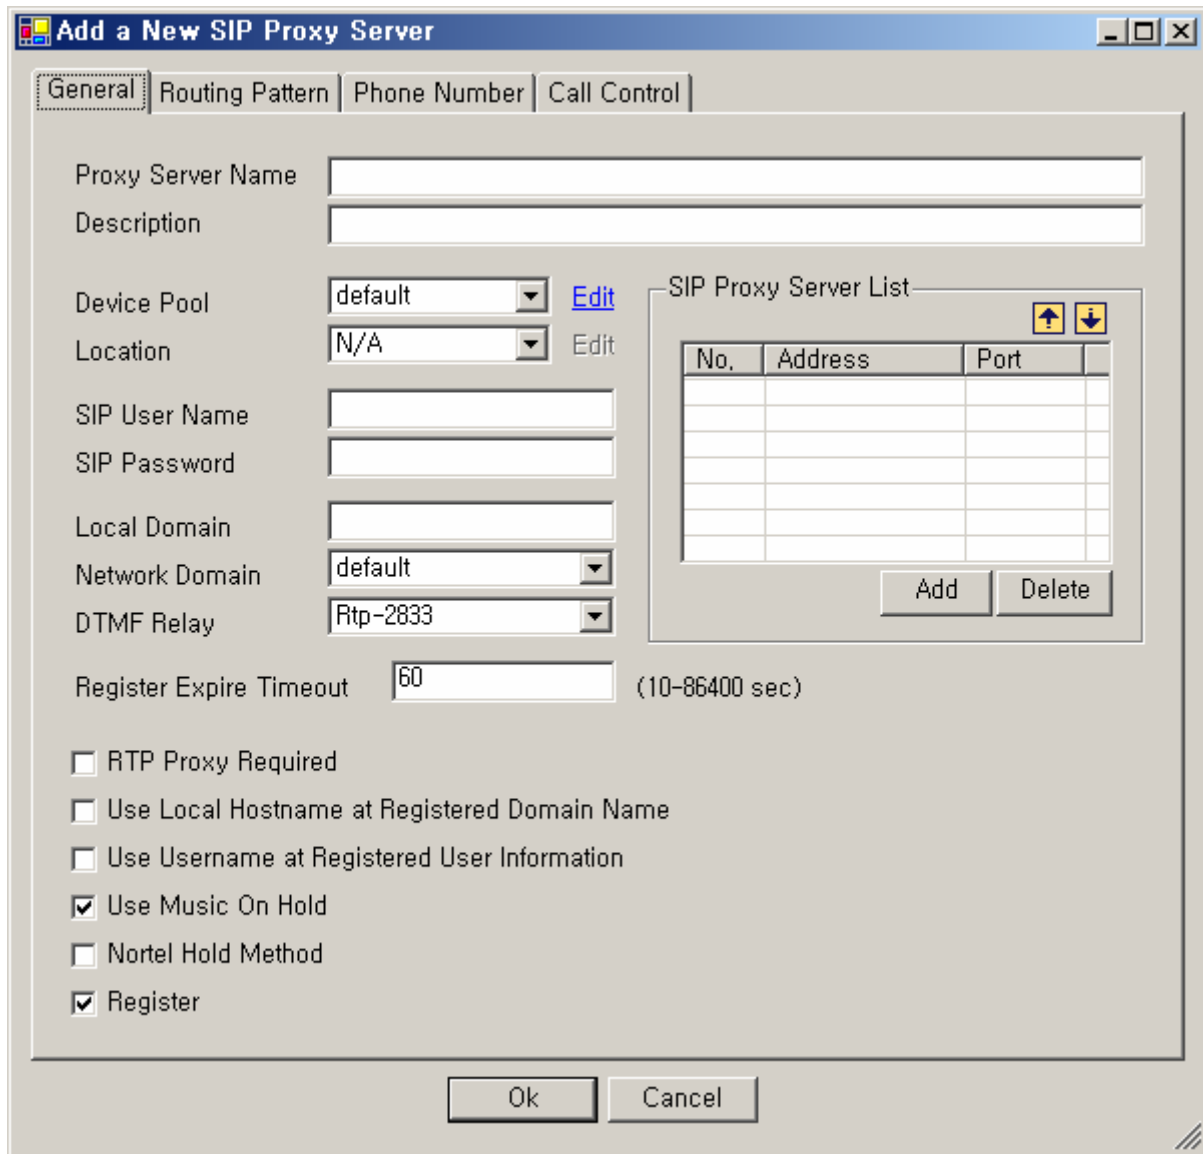 Add a New SIP Proxy Server
General Routing Pattern Phone Number Call Control
Proxy Server Name
Description
Device Pool default Edit
Location N/A Edit
SIP User Name
SIP Password
Local Domain
Network Domain default
DTMF Relay Rtp-2833
SIP Proxy Server List
No. Address Port
Add Delete
Register Expire Timeout 60 (10-86400 sec)
RTP Proxy Required
Use Local Hostname at Registered Domain Name
Use Username at Registered User Information
Use Music On Hold
Nortel Hold Method
Register
Ok Cancel